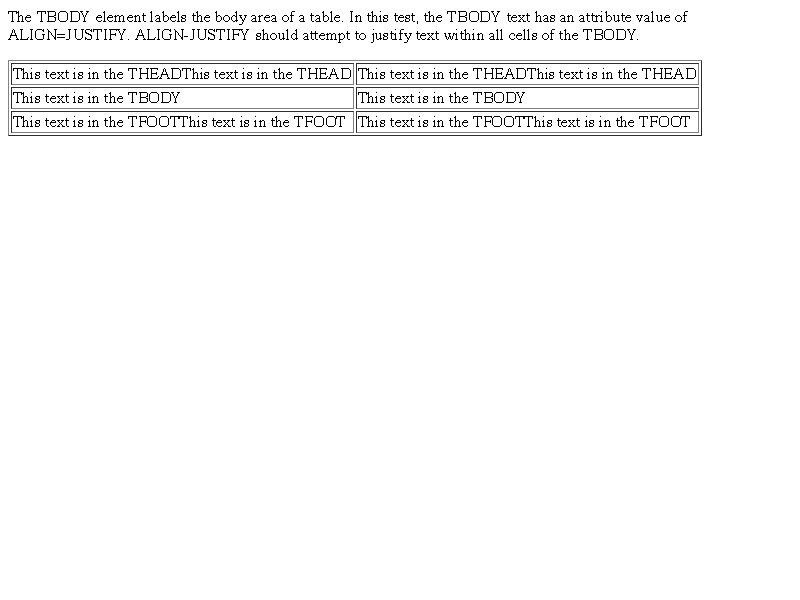 The TBODY element labels the body area of a table. In this test, the TBODY text has an attribute value of
ALIGN=JUSTIFY. ALIGN-JUSTIFY should attempt to justify text within all cells of the TBODY.
This text is in the THEADThis text is in the THEAD This text is in the THEADThis text is in the THEAD
This text is in the TBODY This text is in the TBODY
This text is in the TFOOTThis text is in the TFOOT This text is in the TFOOTThis text is in the TFOOT